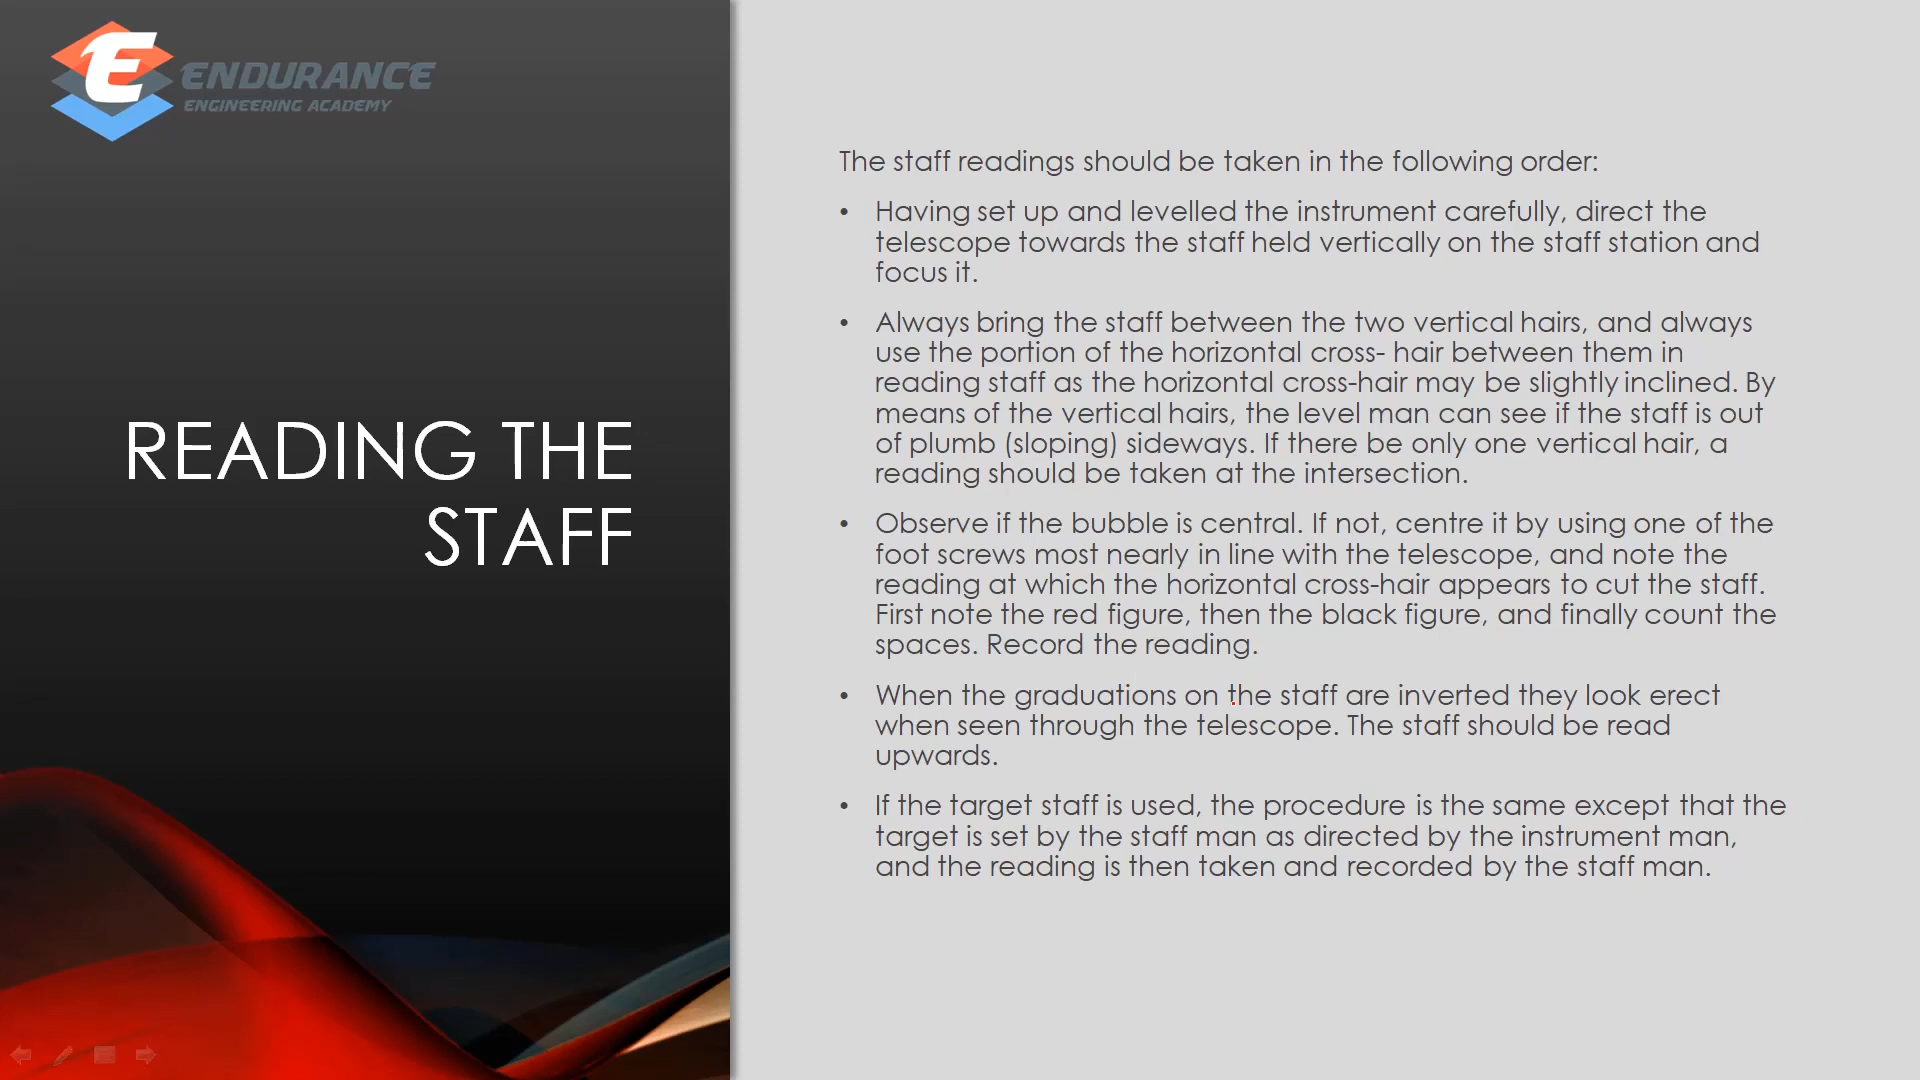 ENDURANCE
ENGINEERING ACADEMY
READING THE
STAFF
The staff readings should be taken in the following order:
• Having set up and levelled the instrument carefully, direct the
telescope towards the staff held vertically on the staff station and
focus it.
• Always bring the staff between the two vertical hairs, and always
use the portion of the horizontal cross- hair between them in
reading staff as the horizontal cross-hair may be slightly inclined. By
means of the vertical hairs, the level man can see if the staff is out
of plumb (sloping) sideways. If there be only one vertical hair, a
reading should be taken at the intersection.
• Observe if the bubble is central. If not, centre it by using one of the
foot screws most nearly in line with the telescope, and note the
reading at which the horizontal cross-hair appears to cut the staff.
First note the red figure, then the black figure, and finally count the
spaces. Record the reading.
• When the graduations on the staff are inverted they look erect
when seen through the telescope. The staff should be read
upwards.
• If the target staff is used, the procedure is the same except that the
target is set by the staff man as directed by the instrument man,
and the reading is then taken and recorded by the staff man.